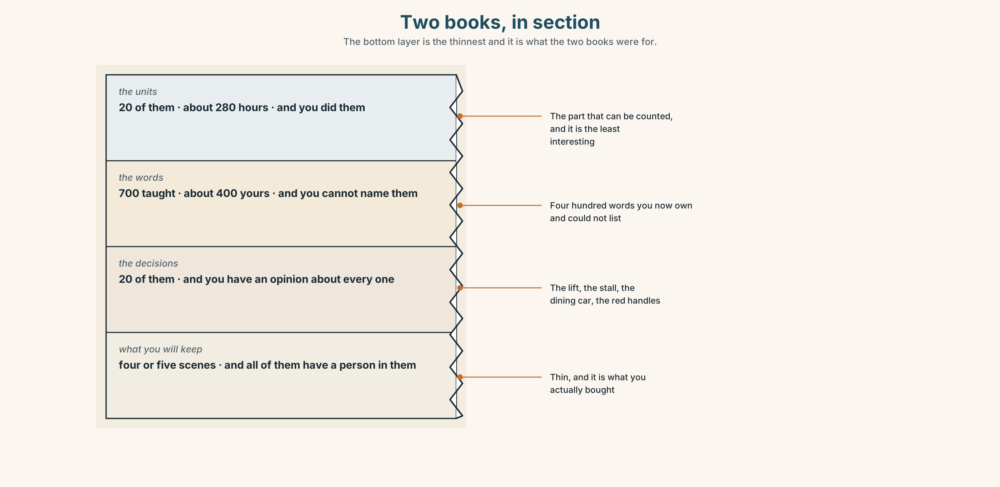 Two books, in section
The bottom layer is the thinnest and it is what the two books were for.
the units
20 of them · about 280 hours · and you did them
The part that can be counted,
and it is the least
interesting
the words
700 taught · about 400 yours · and you cannot name them
Four hundred words you now own
and could not list
the decisions
20 of them · and you have an opinion about every one
The lift, the stall, the
dining car, the red handles
what you will keep
four or five scenes · and all of them have a person in them
Thin, and it is what you
actually bought